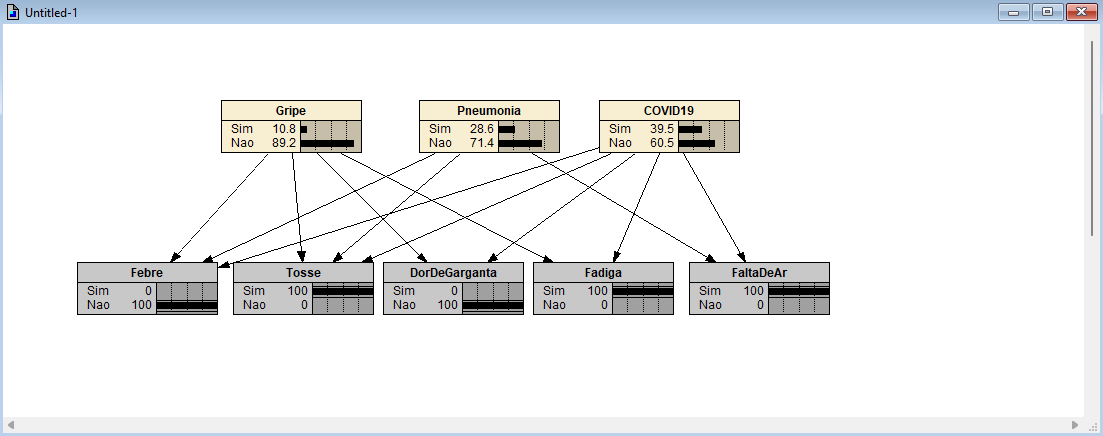 Untitled-1
Gripe
Sim 10.8
Nao 89.2
Pneumonia
Sim 28.6
Nao 71.4
COVID19
Sim 39.5
Nao 60.5
Febre
Sim 0
Nao 100
Tosse
Sim 100
Nao 0
DorDeGarganta
Sim 0
Nao 100
Fadiga
Sim 100
Nao 0
FaltaDeAr
Sim 100
Nao 0